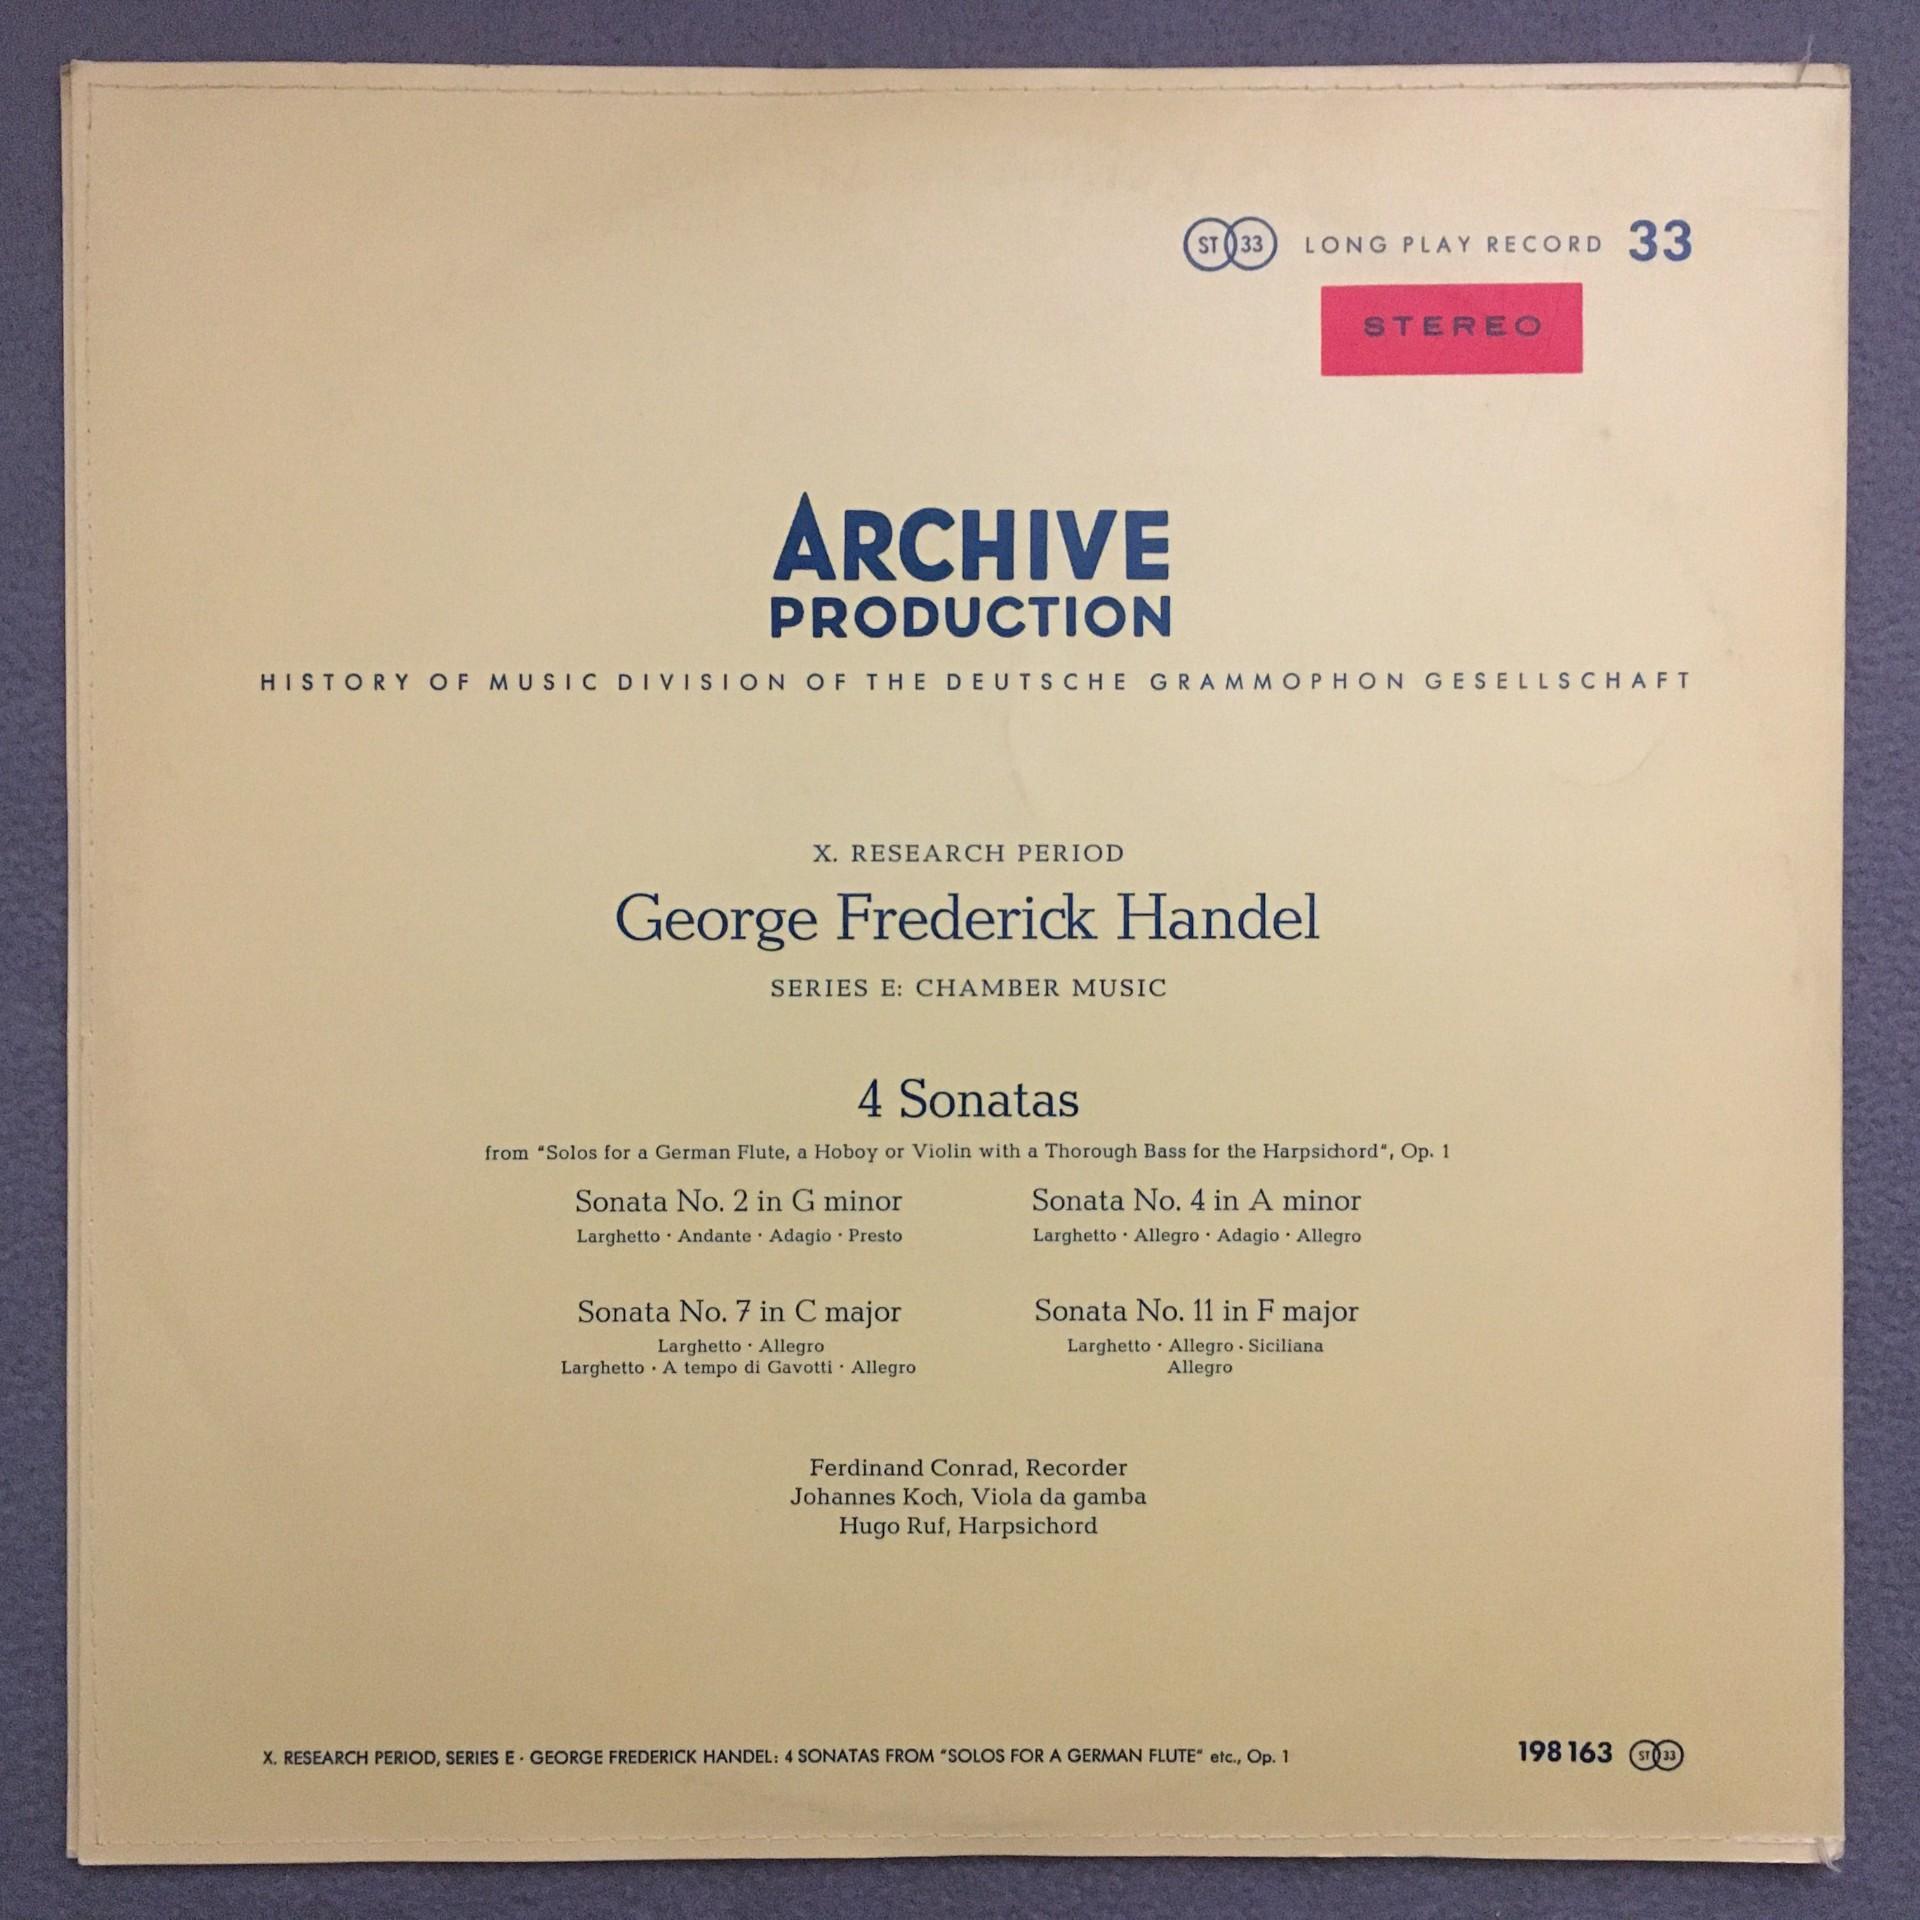 ST 33 LONG PLAY RECORD 33
STEREO
ARCHIVE
PRODUCTION
HISTORY OF MUSIC DIVISION OF THE DEUTSCHE GRAMMOPHON GESELLSCHAFT
X. RESEARCH PERIOD
George Frederick Handel
SERIES E: CHAMBER MUSIC
4 Sonatas
from “Solos for a German Flute, a Hoboy or Violin with a Thorough Bass for the Harpsichord“, Op. 1
Sonata No. 2 in G minor
Larghetto · Andante · Adagio · Presto
Sonata No. 4 in A minor
Larghetto · Allegro · Adagio · Allegro
Sonata No. 7 in C major
Larghetto · Allegro
Larghetto · A tempo di Gavotti · Allegro
Sonata No. 11 in F major
Larghetto · Allegro · Siciliana
Allegro
Ferdinand Conrad, Recorder
Johannes Koch, Viola da gamba
Hugo Ruf, Harpsichord
X. RESEARCH PERIOD, SERIES E · GEORGE FREDERICK HANDEL: 4 SONATAS FROM “SOLOS FOR A GERMAN FLUTE“ etc., Op. 1
198 163 ST 33